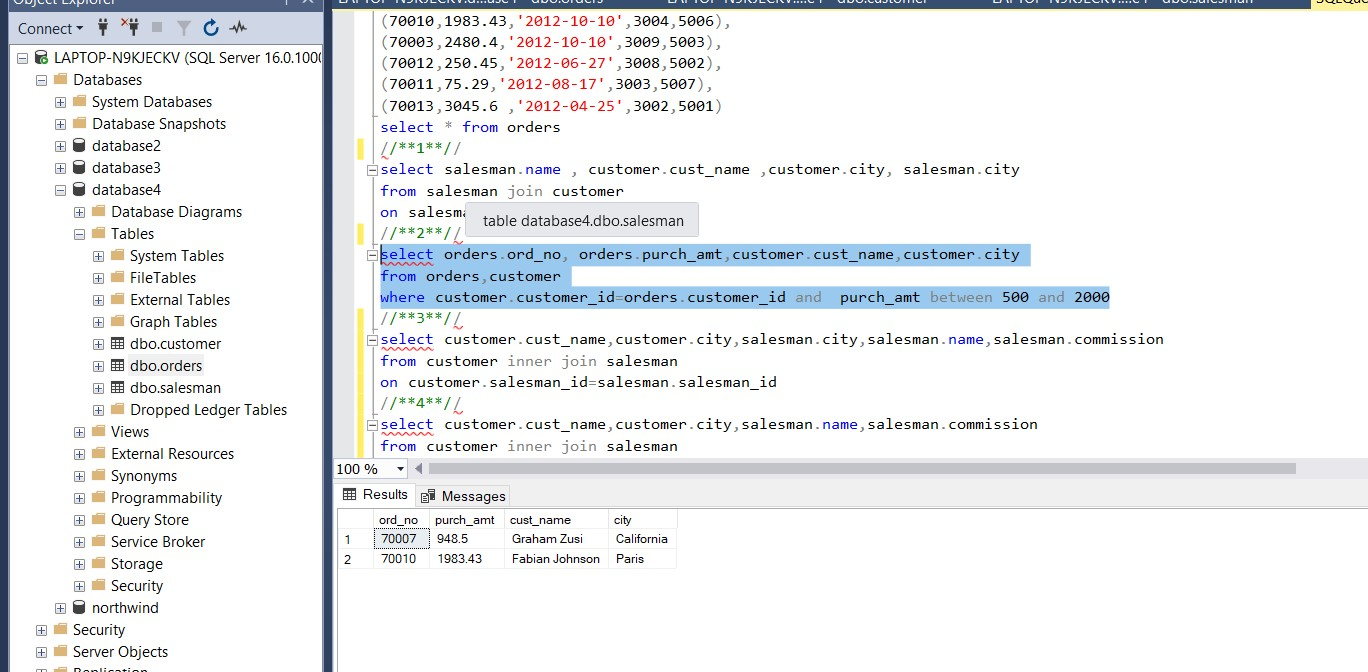 Object Explorer
Connect
LAPTOP-N9KJECKV (SQL Server 16.0.1000
Databases
System Databases
Database Snapshots
database2
database3
database4
Database Diagrams
Tables
System Tables
FileTables
External Tables
Graph Tables
dbo.customer
dbo.orders
dbo.salesman
Dropped Ledger Tables
Views
External Resources
Synonyms
Programmability
Query Store
Service Broker
Storage
Security
northwind
Security
Server Objects
Replication
(70010,1983.43,'2012-10-10',3004,5006),
(70003,2480.4,'2012-10-10',3009,5003),
(70012,250.45,'2012-06-27',3008,5002),
(70011,75.29,'2012-08-17',3003,5007),
(70013,3045.6 ,'2012-04-25',3002,5001)
select * from orders
//**1**//
select salesman.name , customer.cust_name ,customer.city, salesman.city
from salesman join customer
on salesma
table database4.dbo.salesman
//**2**//
select orders.ord_no, orders.purch_amt,customer.cust_name,customer.city
from orders,customer
where customer.customer_id=orders.customer_id and  purch_amt between 500 and 2000
//**3**//
select customer.cust_name,customer.city,salesman.city,salesman.name,salesman.commission
from customer inner join salesman
on customer.salesman_id=salesman.salesman_id
//**4**//
select customer.cust_name,customer.city,salesman.name,salesman.commission
from customer inner join salesman
100 %
Results Messages
ord_no purch_amt cust_name city
1 70007 948.5 Graham Zusi California
2 70010 1983.43 Fabian Johnson Paris